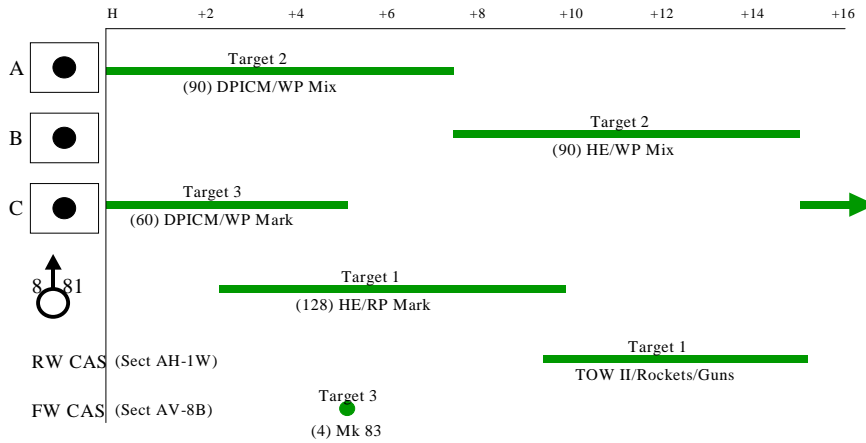 H +2 +4 +6 +8 +10 +12 +14 +16
A Target 2
(90) DPICM/WP Mix
B Target 2
(90) HE/WP Mix
C Target 3
(60) DPICM/WP Mark
8 81 Target 1
(128) HE/RP Mark
RW CAS (Sect AH-1W) Target 1
TOW II/Rockets/Guns
FW CAS (Sect AV-8B) Target 3
(4) Mk 83